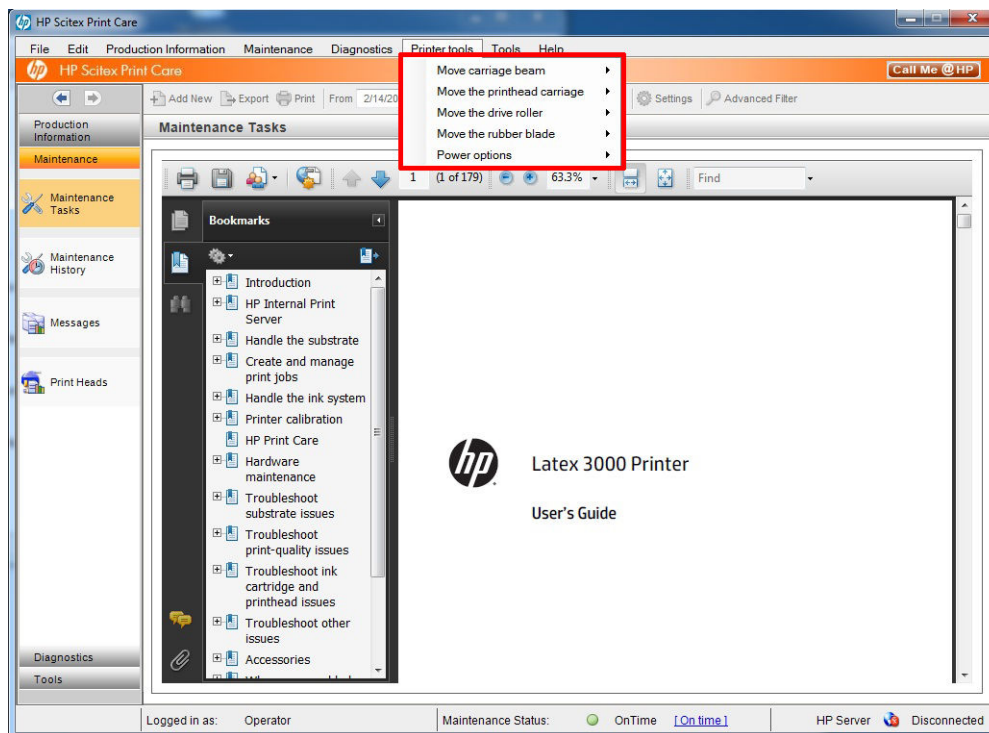 HP Scitex Print Care
File Edit Production Information Maintenance Diagnostics Printer tools Tools Help
HP Scitex Print Care
Call Me @ HP
Add New Export Print From 2/14/20
Settings Advanced Filter
Move carriage beam
Move the printhead carriage
Move the drive roller
Move the rubber blade
Power options
Production
Information
Maintenance
Maintenance
Tasks
Maintenance
History
Messages
Print Heads
Diagnostics
Tools
Maintenance Tasks
1 (1 of 179) 63.3% Find
Bookmarks
Introduction
HP Internal Print
Server
Handle the substrate
Create and manage
print jobs
Handle the ink system
Printer calibration
HP Print Care
Hardware
maintenance
Troubleshoot
substrate issues
Troubleshoot
print-quality issues
Troubleshoot ink
cartridge and
printhead issues
Troubleshoot other
issues
Accessories
hp
Latex 3000 Printer
User's Guide
Logged in as: Operator Maintenance Status: OnTime [On time] HP Server Disconnected